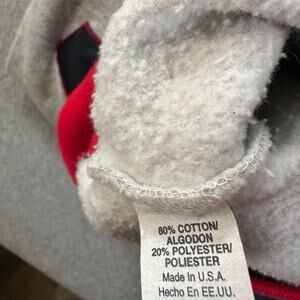 80% COTTON/
ALGODON
20% POLYESTER/
POLIESTER
Made In U.S.A.
Hecho En EE.UU.